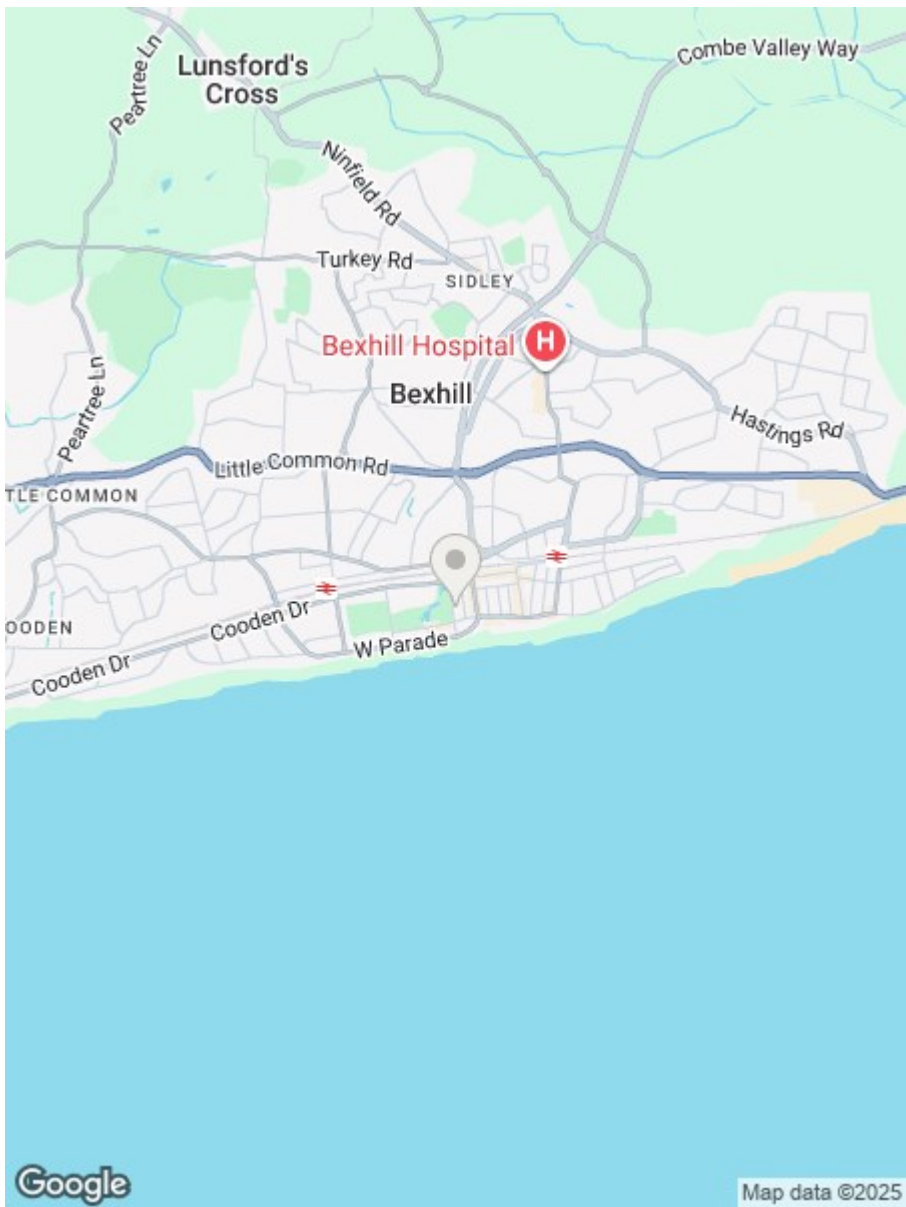 Combe Valley Way
Peartree Ln
Lunsford's
Cross
Ninfield Rd
Turkey Rd
SIDLEY
Bexhill Hospital
H
Bexhill
Peartree Ln
Hastings Rd
Little Common Rd
TLE COMMON
OODEN
Cooden Dr
W Parade
Cooden Dr
Google
Map data ©2025